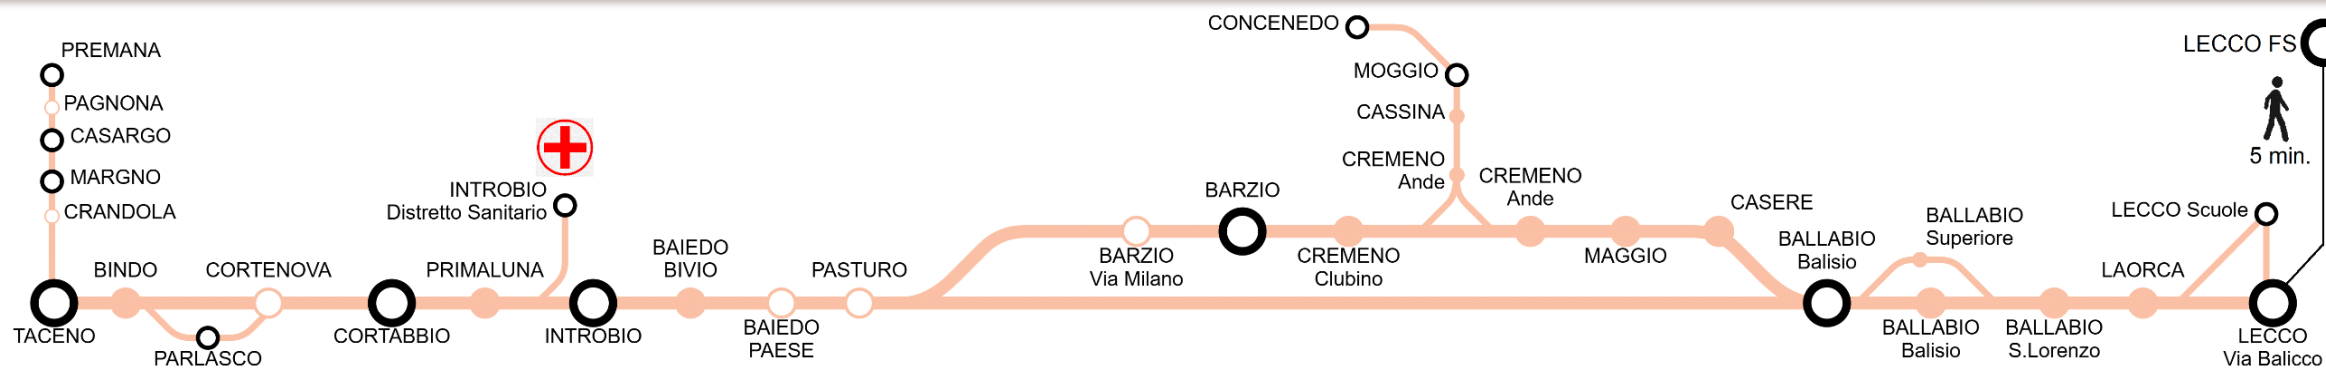 PREMANA
PAGNONA
CASARGO
MARGNO
CRANDOLA
TACENO
BINDO
PARLASCO
CORTENOVA
CORTABBIO
PRIMALUNA
INTROBIO
Distretto Sanitario
INTROBIO
BAIEDO
BIVIO
BAIEDO
PAESE
PASTURO
BARZIO
Via Milano
BARZIO
CREMENO
Clubino
CONCENEDO
MOGGIO
CASSINA
CREMENO
Ande
CREMENO
Ande
MAGGIO
CASERE
BALLABIO
Balisio
BALLABIO
Superiore
BALLABIO
Balisio
BALLABIO
S.Lorenzo
LAORCA
LECCO Scuole
LECCO
Via Balicco
LECCO FS
5 min.